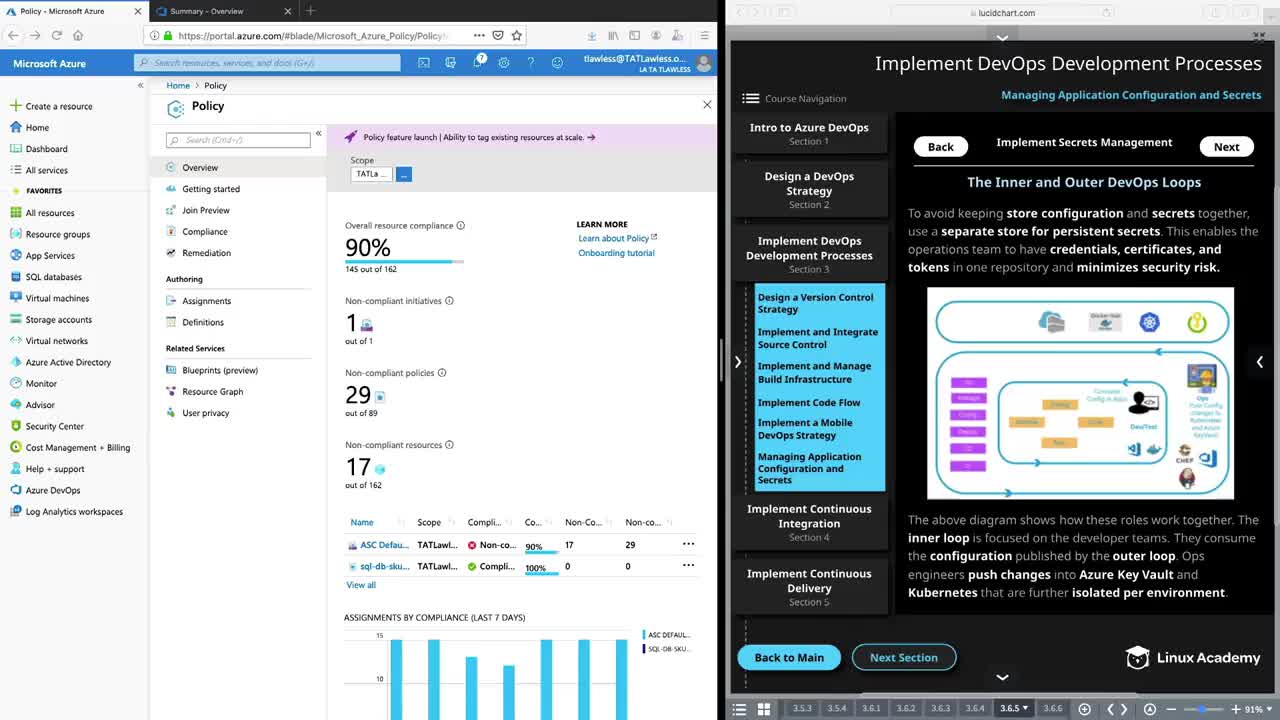 Policy - Microsoft Azure
Summary - Overview
https://portal.azure.com/#blade/Microsoft_Azure_Policy/Policy
lucidchart.com
Microsoft Azure
Search resources, services, and docs (G+/)
7
tlawless@TATLawless.o...
LA TA TLAWLESS
Create a resource
Home
Dashboard
All services
FAVORITES
All resources
Resource groups
App Services
SQL databases
Virtual machines
Storage accounts
Virtual networks
Azure Active Directory
Monitor
Advisor
Security Center
Cost Management + Billing
Help + support
Azure DevOps
Log Analytics workspaces
Home > Policy
Policy
Search (Cmd+/)
Overview
Getting started
Join Preview
Compliance
Remediation
Authoring
Assignments
Definitions
Related Services
Blueprints (preview)
Resource Graph
User privacy
Policy feature launch | Ability to tag existing resources at scale. →
Scope
TATLa ...
...
Overall resource compliance
90%
145 out of 162
LEARN MORE
Learn about Policy
Onboarding tutorial
Non-compliant initiatives
1
out of 1
Non-compliant policies
29
out of 89
Non-compliant resources
17
out of 162
Name Scope Compli... Co... Non-Co... Non-co...
ASC Defau... TATLawl... Non-co... 90% 17 29 ...
sql-db-sku... TATLawl... Compli... 100% 0 0 ...
View all
ASSIGNMENTS BY COMPLIANCE (LAST 7 DAYS)
15
10
ASC DEFAUL...
SQL-DB-SKU...
Implement DevOps Development Processes
Course Navigation
Managing Application Configuration and Secrets
Intro to Azure DevOps
Section 1
Design a DevOps
Strategy
Section 2
Implement DevOps
Development Processes
Section 3
Design a Version Control
Strategy
Implement and Integrate
Source Control
Implement and Manage
Build Infrastructure
Implement Code Flow
Implement a Mobile
DevOps Strategy
Managing Application
Configuration and
Secrets
Implement Continuous
Integration
Section 4
Implement Continuous
Delivery
Section 5
Back
Implement Secrets Management
Next
The Inner and Outer DevOps Loops
To avoid keeping store configuration and secrets together,
use a separate store for persistent secrets. This enables the
operations team to have credentials, certificates, and
tokens in one repository and minimizes security risk.
Dev/Test
Ops
CHEF
The above diagram shows how these roles work together. The
inner loop is focused on the developer teams. They consume
the configuration published by the outer loop. Ops
engineers push changes into Azure Key Vault and
Kubernetes that are further isolated per environment.
Back to Main
Next Section
Linux Academy
3.5.3 3.5.4 3.6.1 3.6.2 3.6.3 3.6.4 3.6.5 3.6.6
91%